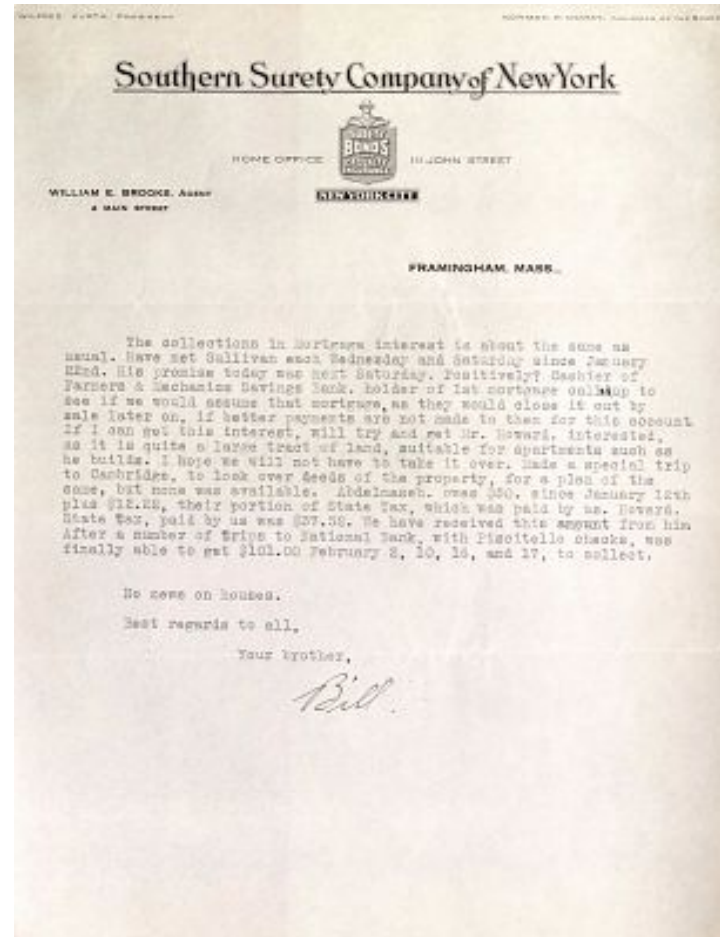 Southern Surety Company of New York
SURETY
BONDS
HOME OFFICE
111 JOHN STREET
NEW YORK CITY
WILLIAM E. BROOKE, AGENT
4 MAIN STREET
FRAMINGHAM, MASS.,
The collections in mortgage interest is about the same as
usual. Have met Sullivan each Wednesday and Saturday since January
22nd. His promise today was next Saturday. Positively? Cashier of
Farmers & Mechanics Savings Bank. holder of 1st mortgage call up to
see if we would assume that mortgage, as they would close it out by
sale later on, if better payments are not made to them for this account
If I can get this interest, will try and get Mr. Howard. interested,
as it is quite a large tract of land, suitable for apartments such as
he builds. I hope we will not have to take it over. Made a special trip
to Cambridge, to look over deeds of the property, for a plan of the
same, but none was available. Abdelmaseh. owes $50. since January 12th
plus $12.28, their portion of State Tax, which was paid by us. Howard.
State Tax, paid by us was $37.58. We have received this amount from him
After a number of trips to National Bank, with Piscitello checks, was
finally able to get $101.00 February 2, 10, 16, and 17, to collect.
No news on houses.
Best regards to all,
Your brother,
Bill.